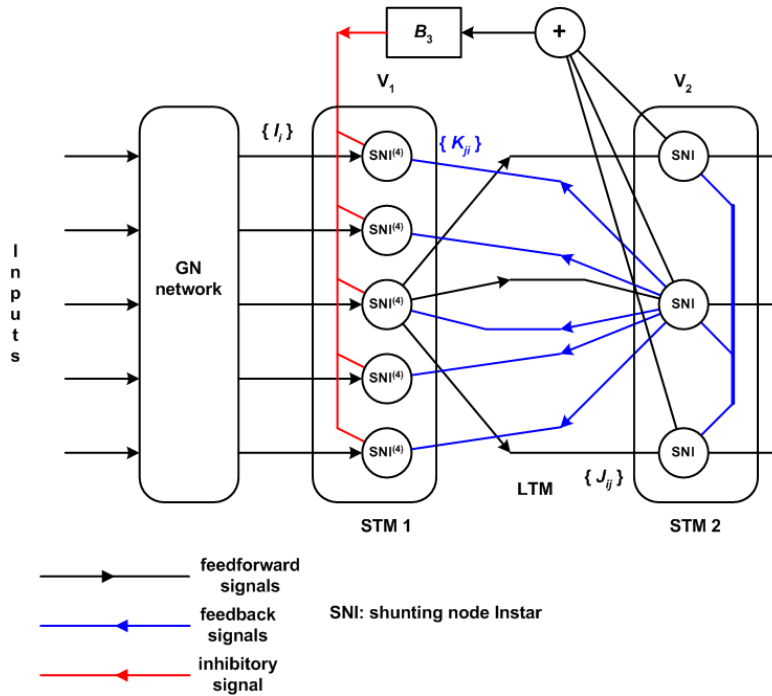 B3
+
V1
V2
{ Ii }
{ Kji }
SNI(4)
SNI
SNI(4)
Inputs
GN
network
SNI(4)
SNI
SNI(4)
SNI(4)
SNI
LTM
{ Jij }
STM 1
STM 2
feedforward
signals
feedback
signals
SNI: shunting node Instar
inhibitory
signal